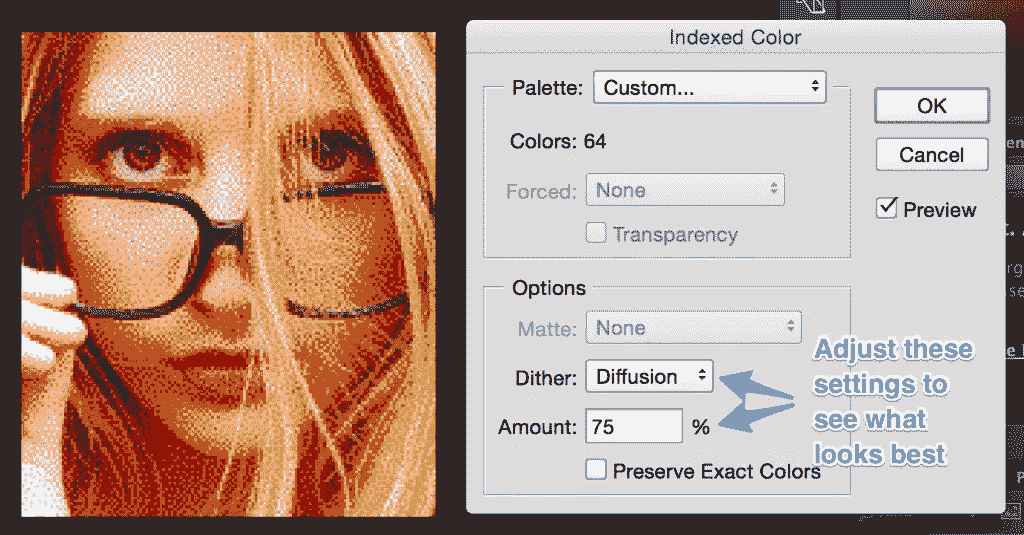 Indexed Color
Palette: Custom...
OK
Colors: 64
Cancel
Forced: None
Preview
Transparency
Options
Matte: None
Adjust these
settings to
see what
looks best
Dither: Diffusion
Amount: 75 %
Preserve Exact Colors